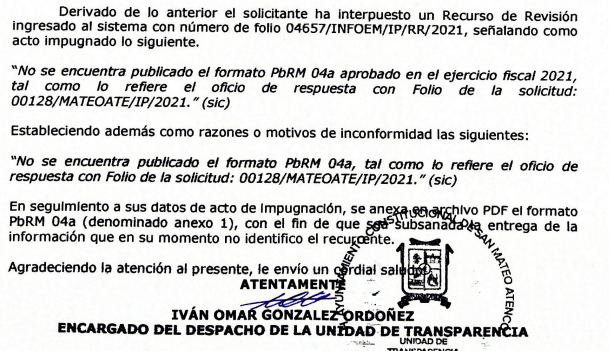 Derivado de lo anterior el solicitante ha interpuesto un Recurso de Revisión
ingresado al sistema con número de folio 04657/INFOEM/IP/RR/2021, señalando como
acto impugnado lo siguiente.
"No se encuentra publicado el formato PbRM 04a aprobado en el ejercicio fiscal 2021,
tal como lo refiere el oficio de respuesta con Folio de la solicitud:
00128/MATEOATE/IP/2021." (sic)
Estableciendo además como razones o motivos de inconformidad las siguientes:
"No se encuentra publicado el formato PbRM 04a, tal como lo refiere el oficio de
respuesta con Folio de la solicitud: 00128/MATEOATE/IP/2021." (sic)
En seguimiento a sus datos de acto de impugnación, se anexa en archivo PDF el formato
PbRM 04a (denominado anexo 1), con el fin de que sea subsanada la entrega de la
información que en su momento no identifico el recurrente.
Agradeciendo la atención al presente, le envío un cordial saludo.
ATENTAMENTE
AYUNTAMIENTO CONSTITUCIONAL DE SAN MATEO ATENCO
IVÁN OMAR GONZALEZ ORDOÑEZ
ENCARGADO DEL DESPACHO DE LA UNIDAD DE TRANSPARENCIA
UNIDAD DE
TRANSPARENCIA